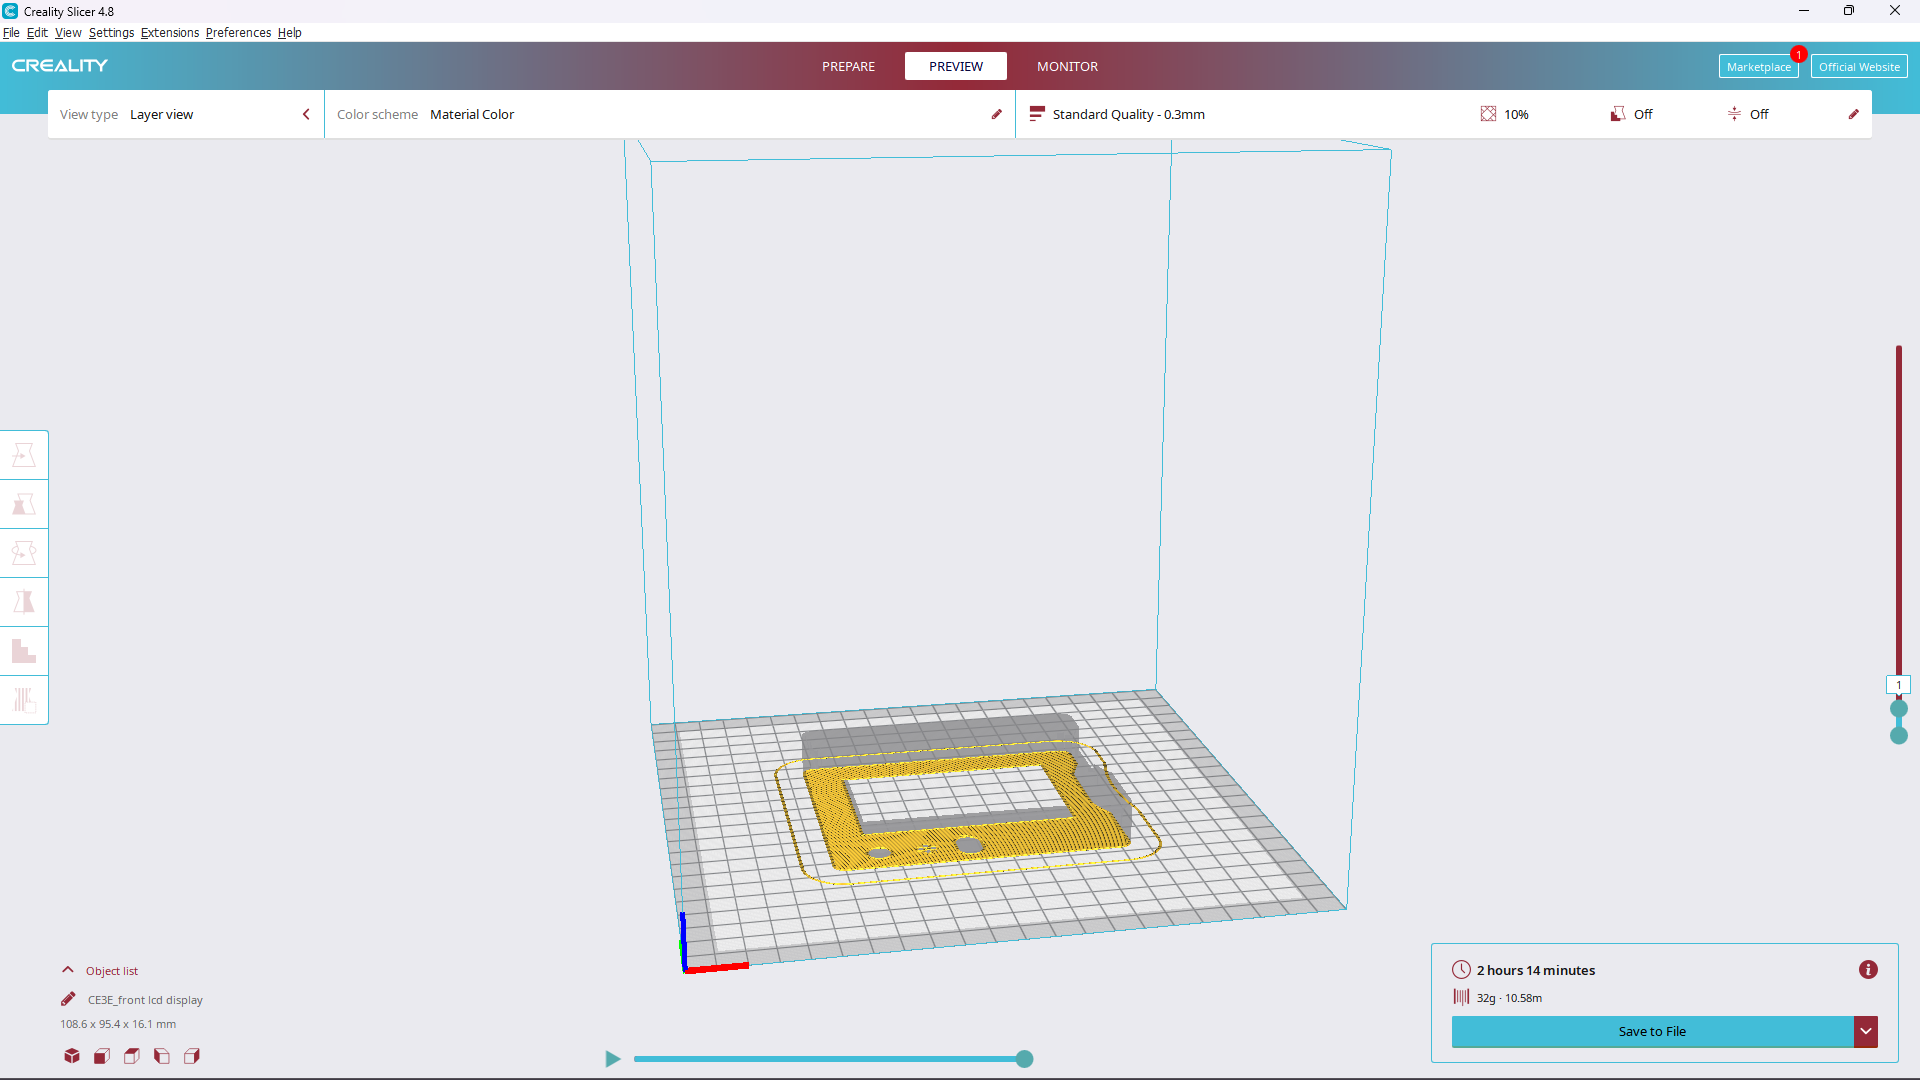 Creality Slicer 4.8
File Edit View Settings Extensions Preferences Help
CREALITY
PREPARE
PREVIEW
MONITOR
Marketplace
1
Official Website
View type Layer view
Color scheme Material Color
Standard Quality - 0.3mm
10%
Off
Off
1
Object list
CE3E_front lcd display
108.6 x 95.4 x 16.1 mm
2 hours 14 minutes
32g · 10.58m
Save to File